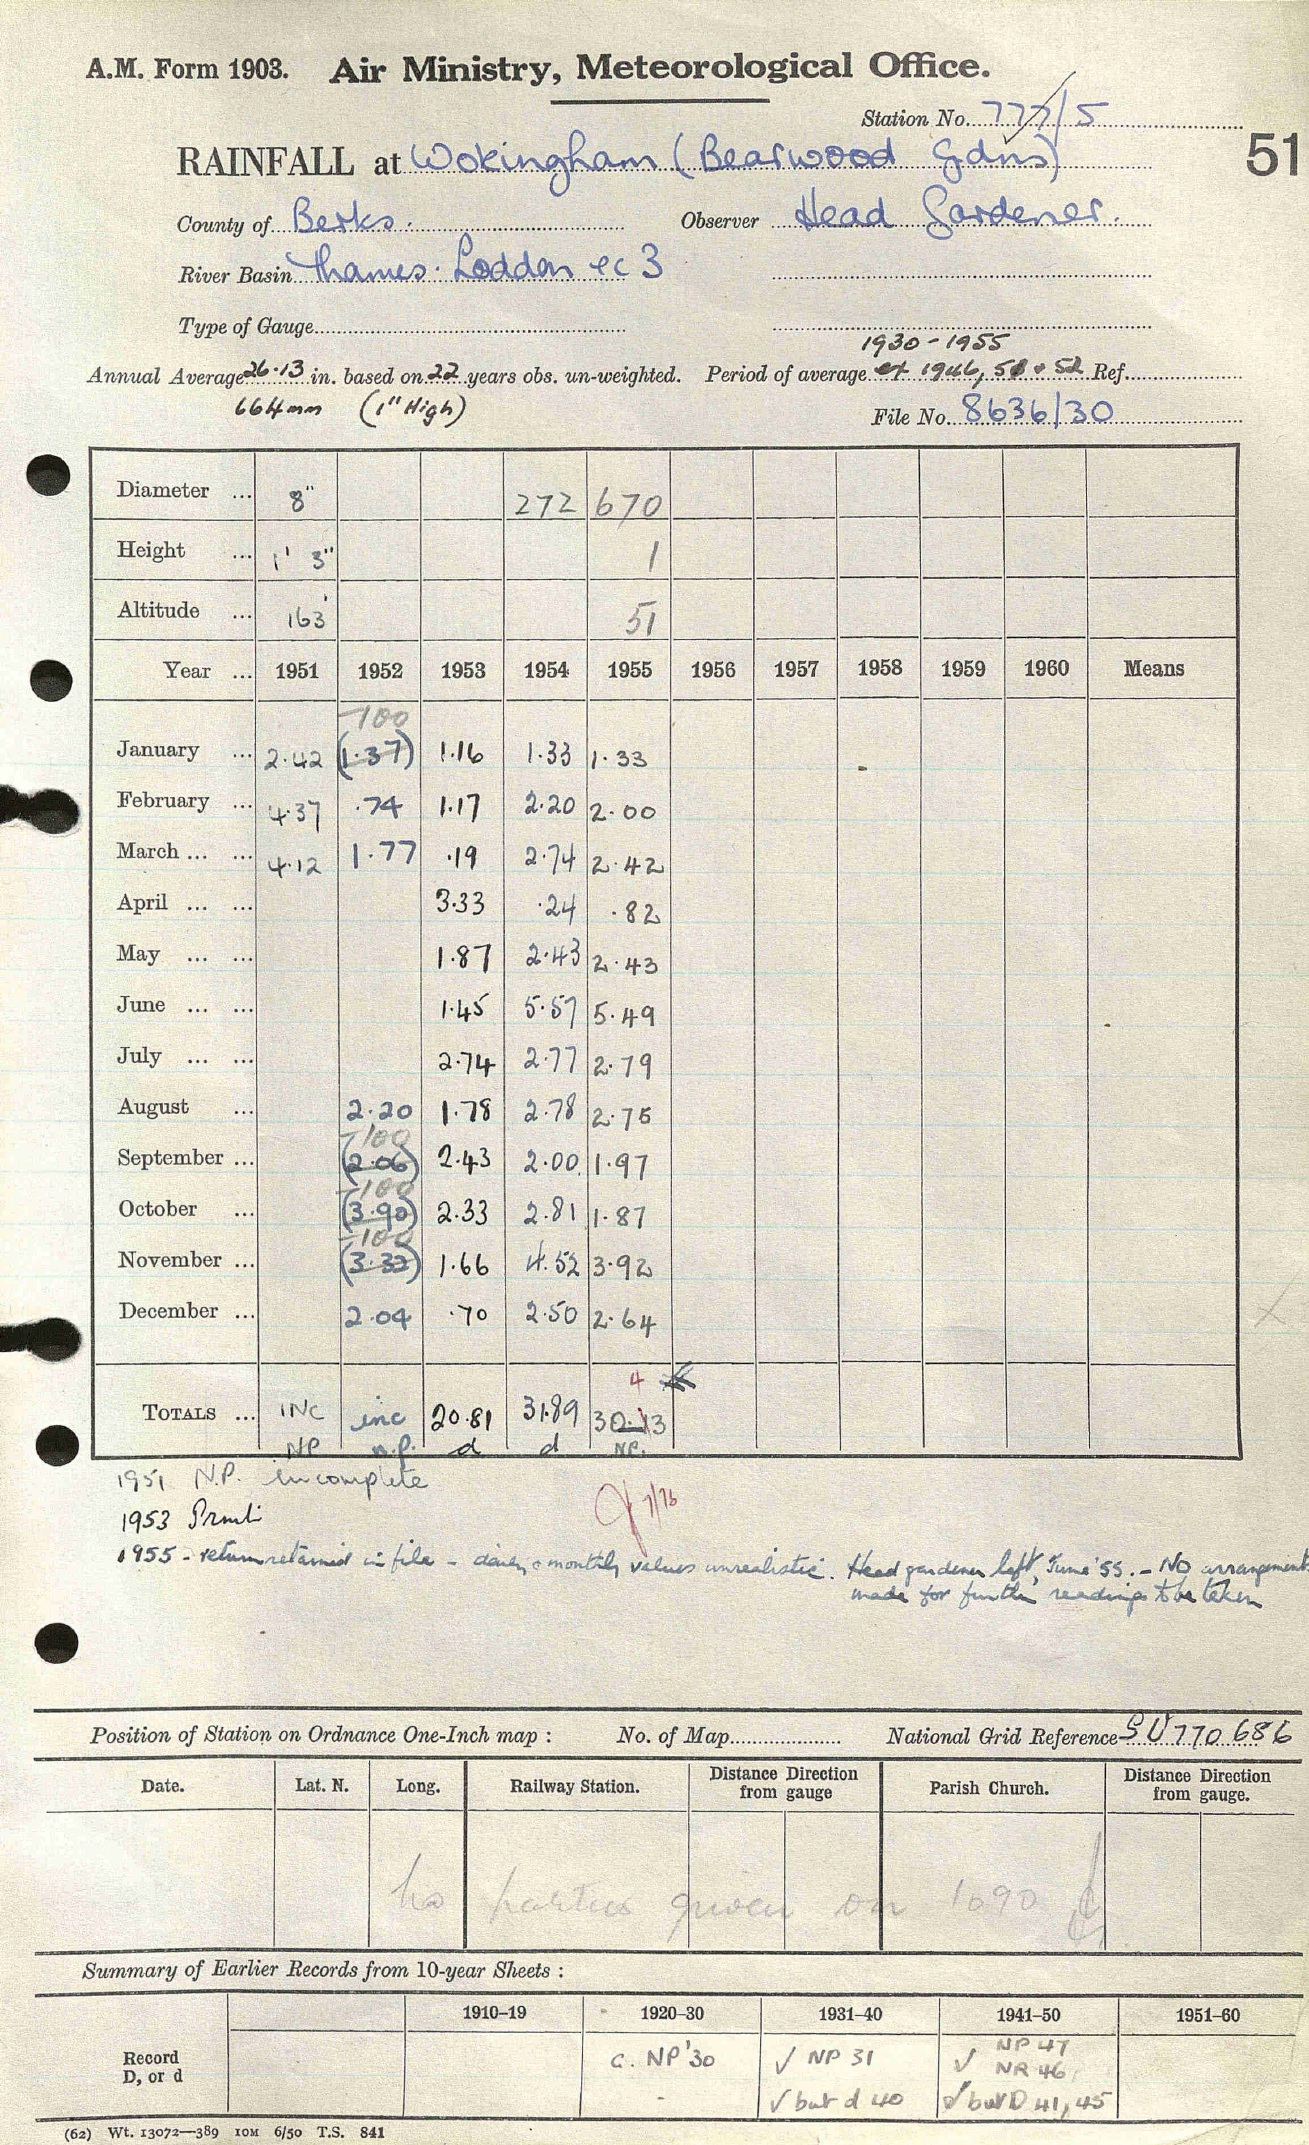 A.M. Form 1903. Air Ministry, Meteorological Office.
Station No. 777/5
RAINFALL at Wokingham (Bearwood Gdns) 51
County of Berks. Observer Head Gardener.
River Basin Thames. Loddon ec 3
Type of Gauge
1930 - 1955
Annual Average 26.13 in. based on 22 years obs. un-weighted. Period of average ex 1946, 51 + 52 Ref.
664mm (1" High) File No. 8636/30
Diameter ... 8" 272 670
Height ... 1' 3" 1
Altitude ... 163' 51
Year ... 1951 1952 1953 1954 1955 1956 1957 1958 1959 1960 Means
-100
January ... 2.42 (1.37) 1.16 1.33 1.33
February ... 4.37 .74 1.17 2.20 2.00
March ... ... 4.12 1.77 .19 2.74 2.42
April ... ... 3.33 .24 .82
May ... ... 1.87 2.43 2.43
June ... ... 1.45 5.57 5.49
July ... ... 2.74 2.77 2.79
August ... 2.20 1.78 2.78 2.75
-100
September ... (2.06) 2.43 2.00 1.97
-100
October ... (3.90) 2.33 2.81 1.87
-100
November ... (3.33) 1.66 4.52 3.92
December ... 2.04 .70 2.50 2.64
4
TOTALS ... INC inc 20.81 31.89 30.13
NP n.p. d d NP.
1951 N.P. incomplete
7/76
1953
1955 - return retained in file - daily & monthly values unrealistic. Head gardener left, June '55. - NO arrangements
made for further readings to be taken
Position of Station on Ordnance One-Inch map : No. of Map National Grid Reference SU 770 686
Date. Lat. N. Long. Railway Station. Distance Direction from gauge Parish Church. Distance Direction from gauge.
No partics given on 1090
Summary of Earlier Records from 10-year Sheets :
1910-19 1920-30 1931-40 1941-50 1951-60
Record D, or d c. NP '30 ✓ NP 31 ✓ NP 47 NR 46
- ✓ but d 40 ✓ but D 41, 45
(62) Wt. 13072—389 10M 6/50 T.S. 841